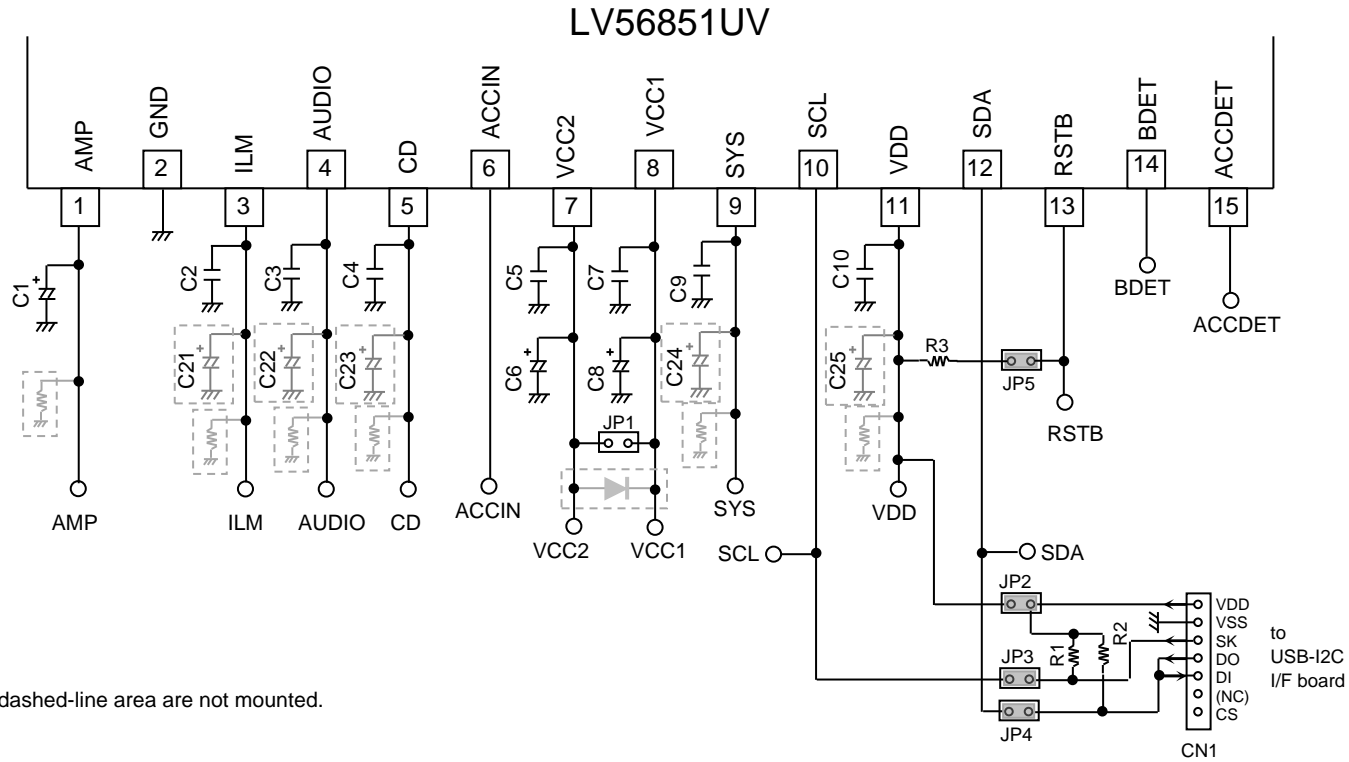 LV56851UV
AMP
GND
ILM
AUDIO
CD
ACCIN
VCC2
VCC1
SYS
SCL
VDD
SDA
RSTB
BDET
ACCDET
1
2
3
4
5
6
7
8
9
10
11
12
13
14
15
C1
+
C2
C3
C4
C5
C7
C9
C10
BDET
ACCDET
C21
+
C22
+
C23
+
C6
+
C8
+
C24
+
C25
+
R3
JP5
RSTB
JP1
AMP
ILM
AUDIO
CD
ACCIN
VCC2
VCC1
SYS
VDD
SCL
SDA
JP2
R1
R2
JP3
JP4
VDD
VSS
SK
DO
DI
(NC)
CS
CN1
to
USB-I2C
I/F board
dashed-line area are not mounted.